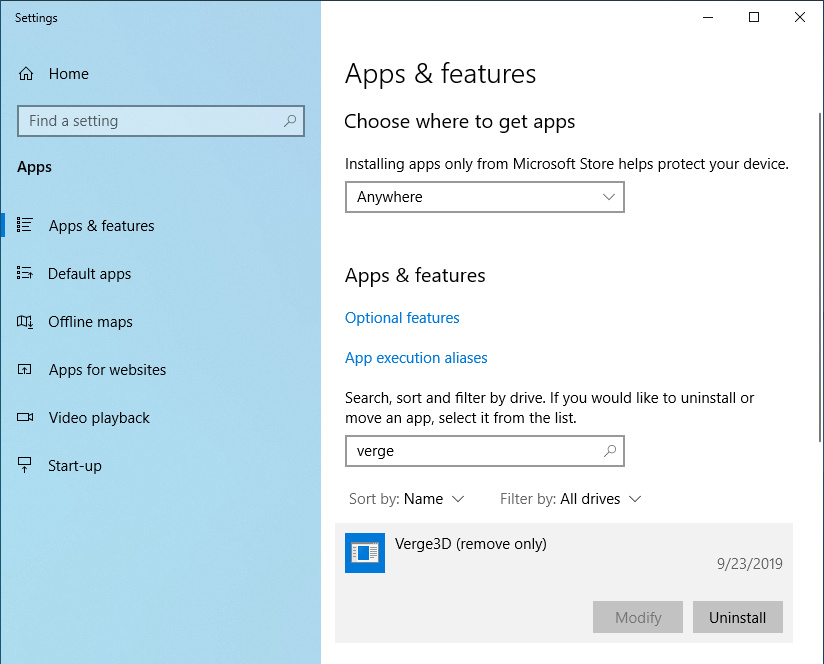 Settings
Home
Find a setting
Apps
Apps & features
Default apps
Offline maps
Apps for websites
Video playback
Start-up
Apps & features
Choose where to get apps
Installing apps only from Microsoft Store helps protect your device.
Anywhere
Apps & features
Optional features
App execution aliases
Search, sort and filter by drive. If you would like to uninstall or
move an app, select it from the list.
verge
Sort by: Name Filter by: All drives
Verge3D (remove only)
9/23/2019
Modify Uninstall